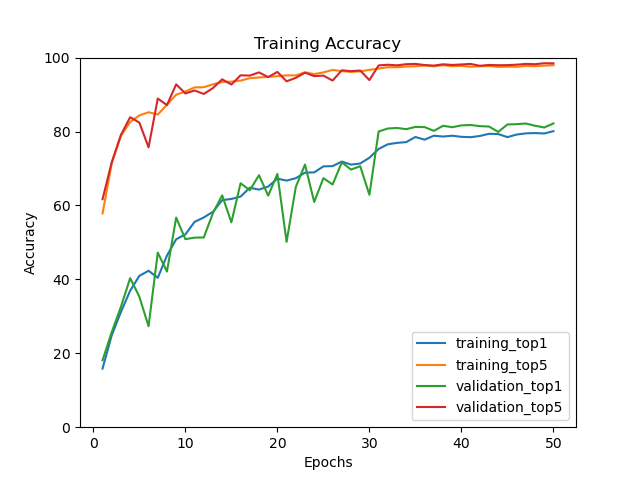 Training Accuracy
100
80
60
40
20
0
Accuracy
0
10
20
30
40
50
Epochs
training_top1
training_top5
validation_top1
validation_top5